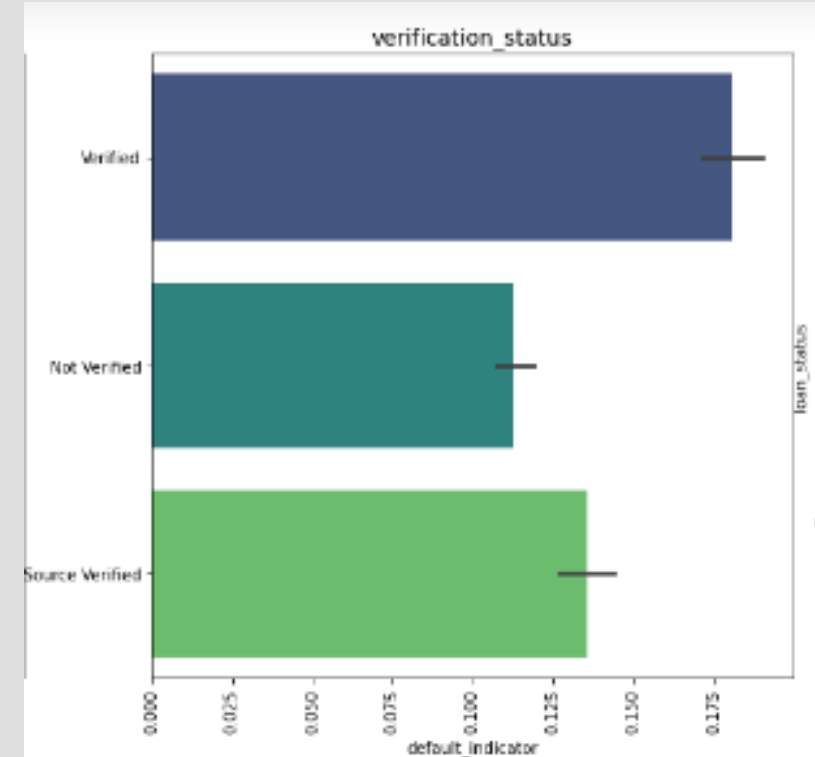 verification_status
Verified
Not Verified
Source Verified
0.000
0.025
0.050
0.075
0.100
0.125
0.150
0.175
default_indicator
loan_status